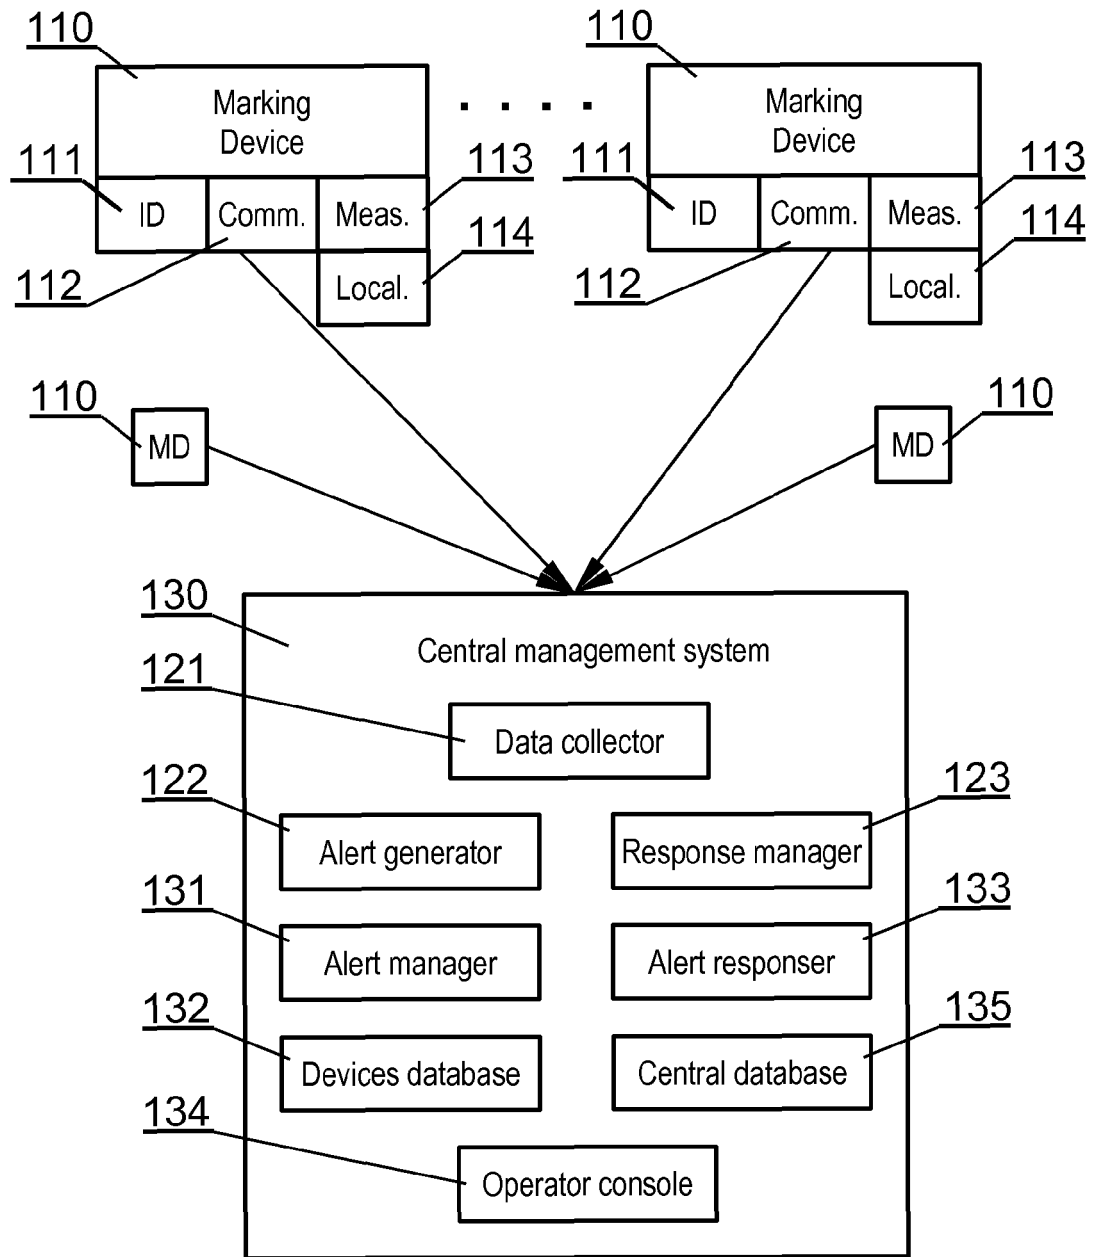 110
110
Marking
Device
Marking
Device
111
ID
Comm.
Meas.
113
111
ID
Comm.
Meas.
113
112
Local.
114
112
Local.
114
110
MD
MD
110
130
Central management system
121
Data collector
122
123
Alert generator
Response manager
131
133
Alert manager
Alert responser
132
135
Devices database
Central database
134
Operator console